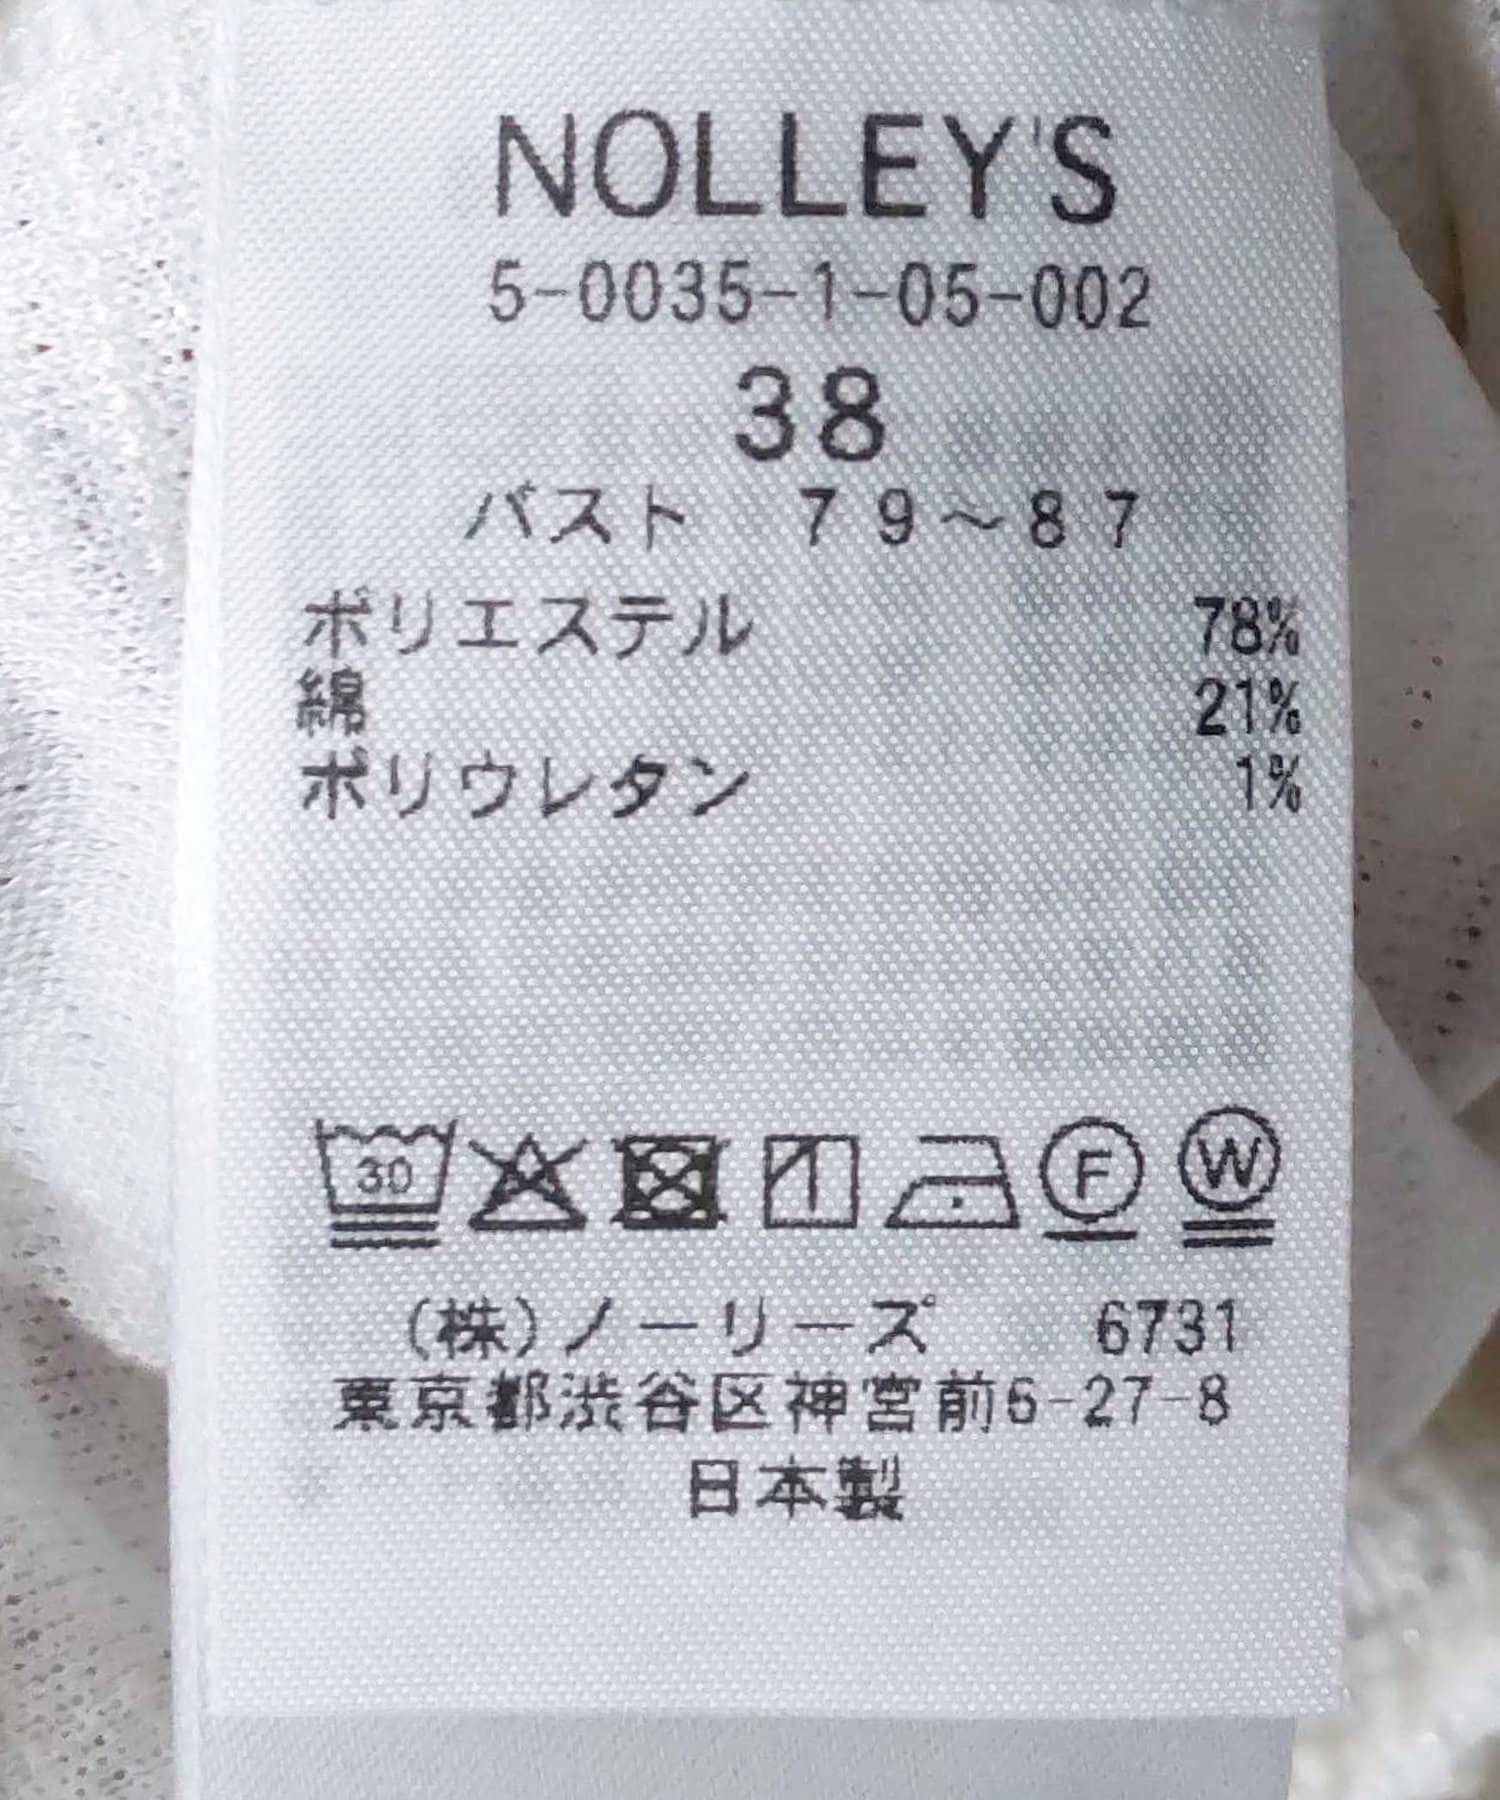 NOLLEY'S
5-0035-1-05-002
38
バスト 79～87
ポリエステル 78%
綿 21%
ポリウレタン 1%
30 F W
(株)ノーリーズ 6731
東京都渋谷区神宮前6-27-8
日本製